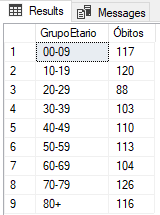 Results Messages
GrupoEtario Óbitos
1 00-09 117
2 10-19 120
3 20-29 88
4 30-39 103
5 40-49 110
6 50-59 113
7 60-69 104
8 70-79 126
9 80+ 116